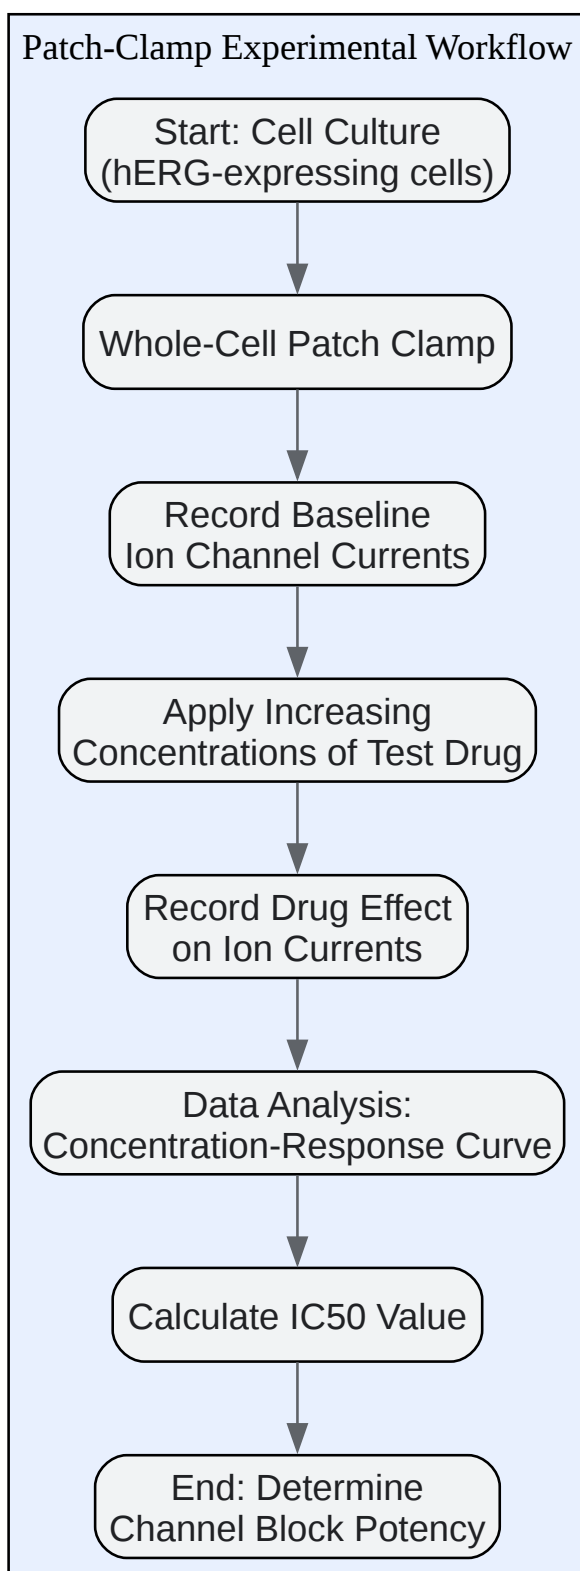 Patch-Clamp Experimental Workflow
Start: Cell Culture
(hERG-expressing cells)
Whole-Cell Patch Clamp
Record Baseline
Ion Channel Currents
Apply Increasing
Concentrations of Test Drug
Record Drug Effect
on Ion Currents
Data Analysis:
Concentration-Response Curve
Calculate IC50 Value
End: Determine
Channel Block Potency